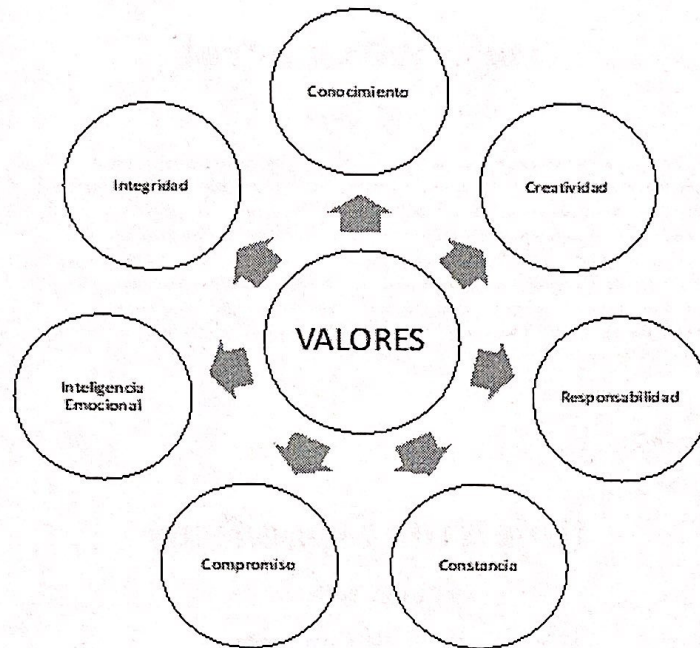 Conocimiento
Creatividad
Responsabilidad
Constancia
Compromiso
Inteligencia
Emocional
Integridad
VALORES